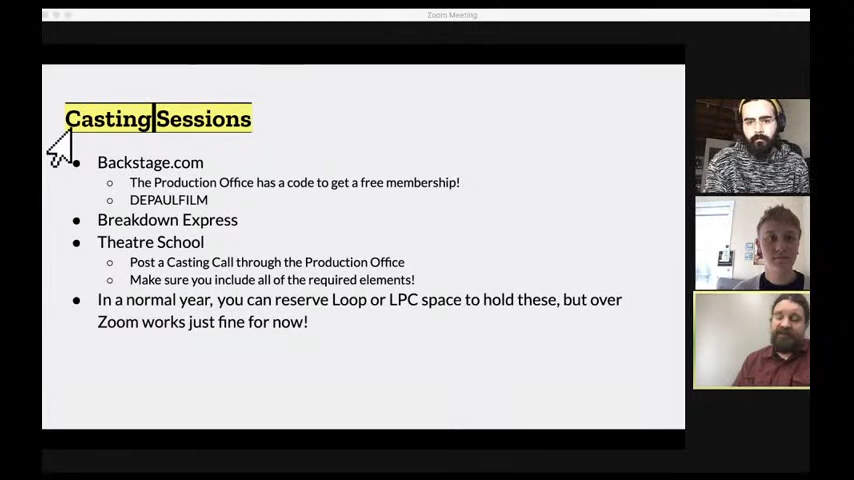 Zoom Meeting
Casting Sessions
● Backstage.com
○ The Production Office has a code to get a free membership!
○ DEPAULFILM
● Breakdown Express
● Theatre School
○ Post a Casting Call through the Production Office
○ Make sure you include all of the required elements!
● In a normal year, you can reserve Loop or LPC space to hold these, but over
Zoom works just fine for now!